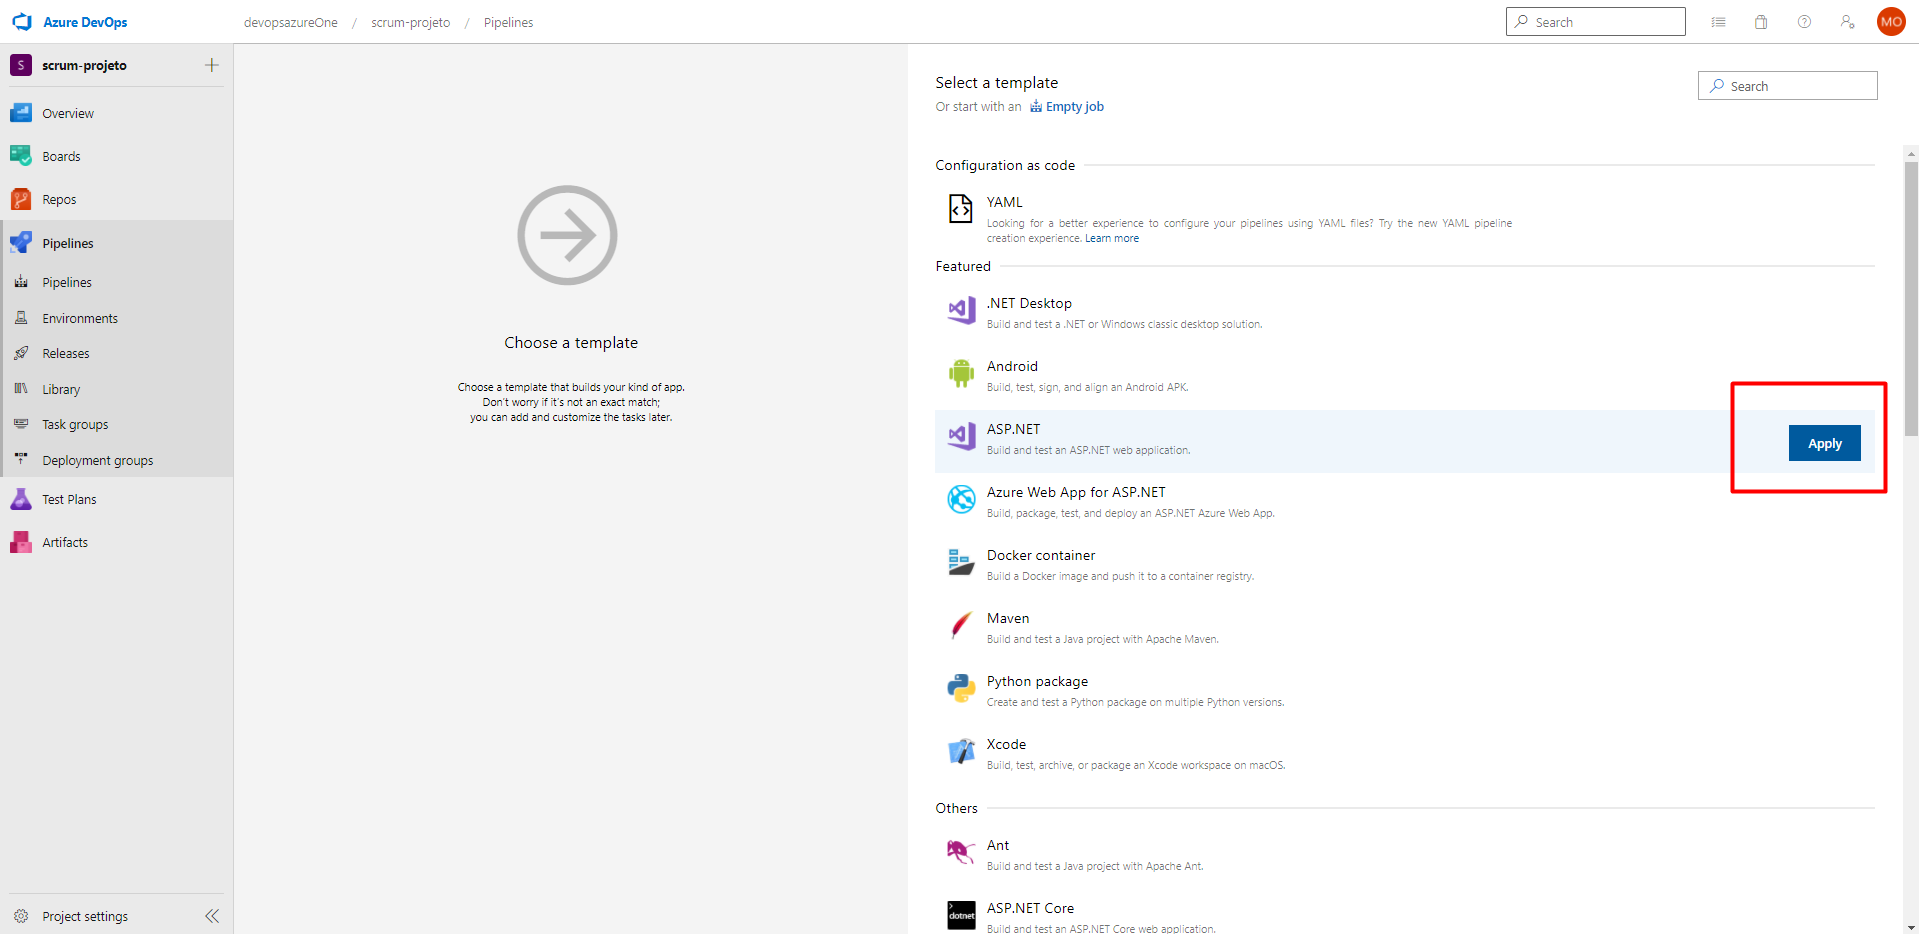 Azure DevOps
devopsazureOne / scrum-projeto / Pipelines
Search
MO
S
scrum-projeto
Overview
Boards
Repos
Pipelines
Pipelines
Environments
Releases
Library
Task groups
Deployment groups
Test Plans
Artifacts
Project settings
Choose a template
Choose a template that builds your kind of app.
Don't worry if it's not an exact match;
you can add and customize the tasks later.
Select a template
Or start with an Empty job
Search
Configuration as code
YAML
Looking for a better experience to configure your pipelines using YAML files? Try the new YAML pipeline
creation experience. Learn more
Featured
.NET Desktop
Build and test a .NET or Windows classic desktop solution.
Android
Build, test, sign, and align an Android APK.
ASP.NET
Build and test an ASP.NET web application.
Apply
Azure Web App for ASP.NET
Build, package, test, and deploy an ASP.NET Azure Web App.
Docker container
Build a Docker image and push it to a container registry.
Maven
Build and test a Java project with Apache Maven.
Python package
Create and test a Python package on multiple Python versions.
Xcode
Build, test, archive, or package an Xcode workspace on macOS.
Others
Ant
Build and test a Java project with Apache Ant.
dotnet
ASP.NET Core
Build and test an ASP.NET Core web application.